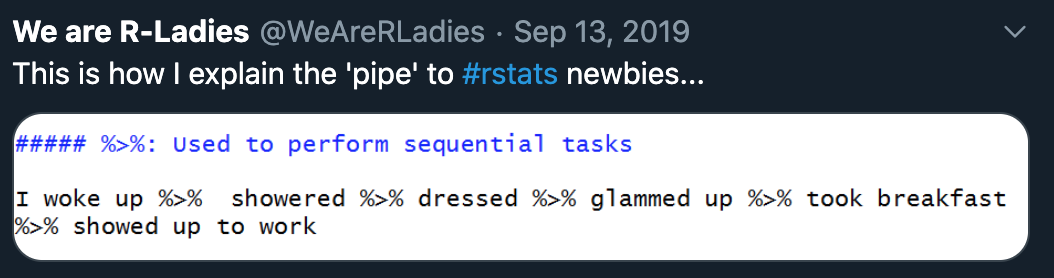 We are R-Ladies @WeAreRLadies · Sep 13, 2019
This is how I explain the 'pipe' to #rstats newbies...
##### %>%: Used to perform sequential tasks
I woke up %>%  showered %>% dressed %>% glammed up %>% took breakfast
%>% showed up to work